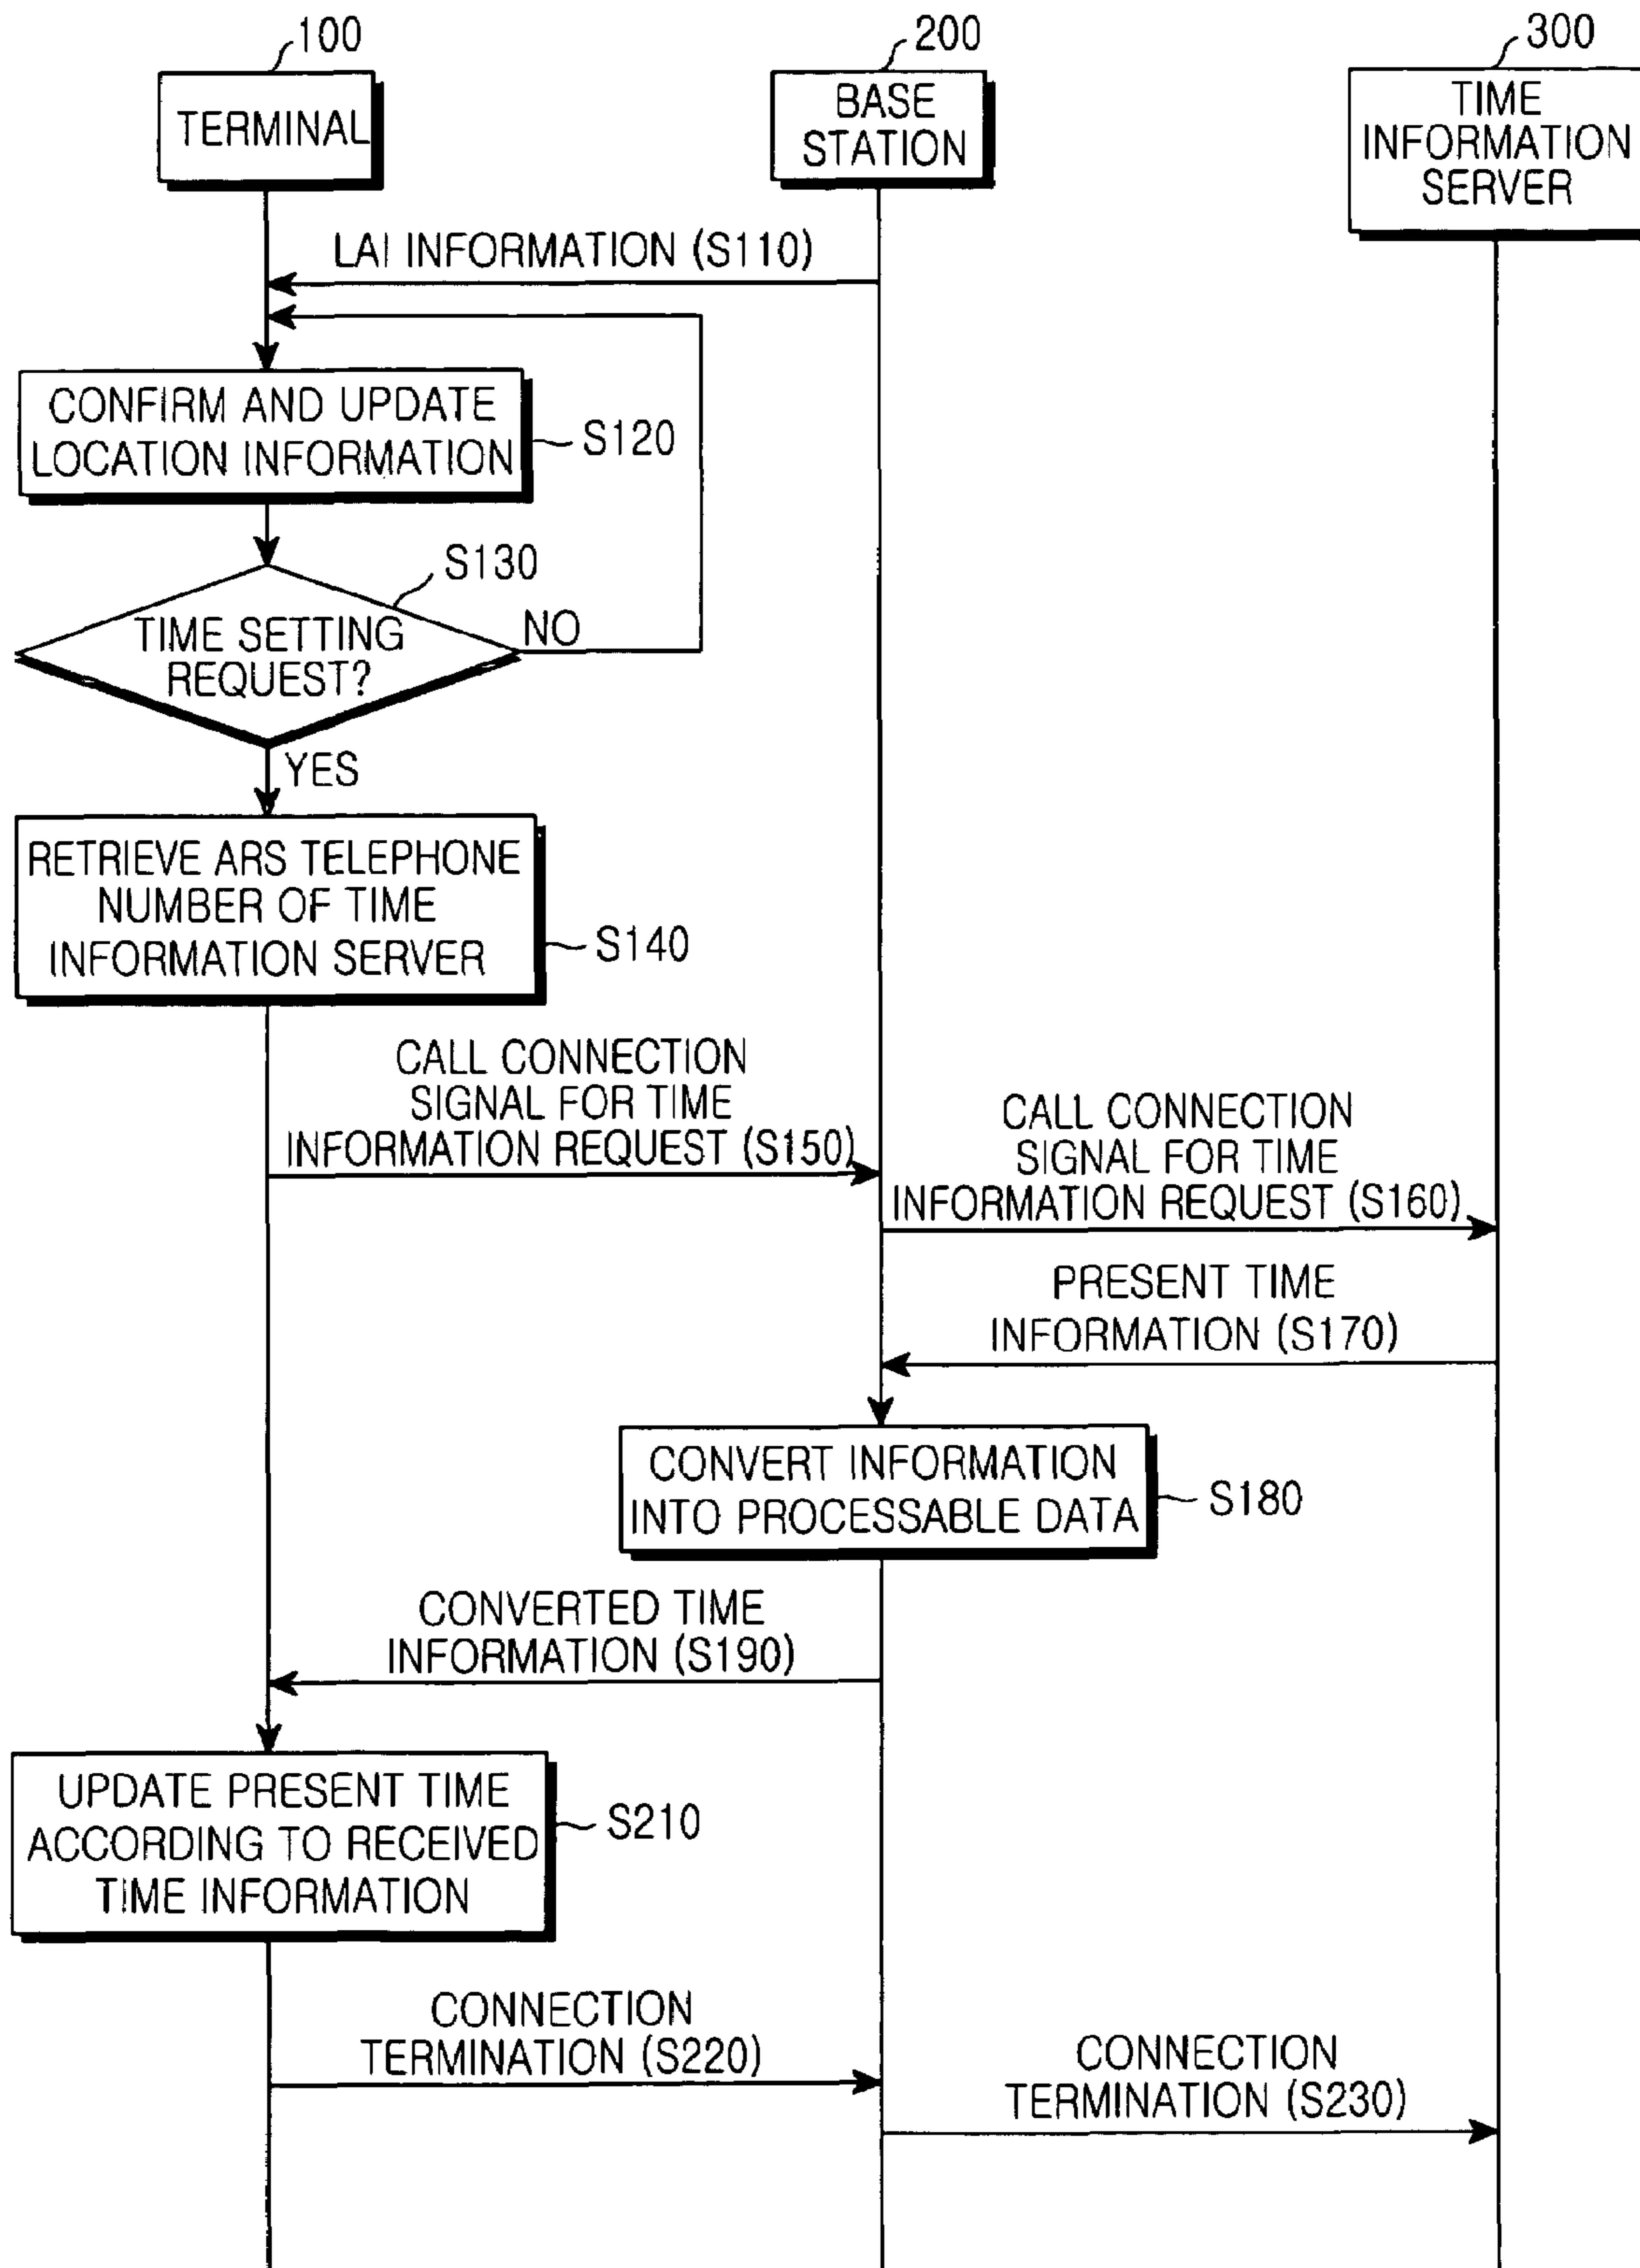 100
200
300
TERMINAL
BASE
STATION
TIME
INFORMATION
SERVER
LAI INFORMATION (S110)
CONFIRM AND UPDATE
LOCATION INFORMATION
S120
S130
TIME SETTING
REQUEST?
NO
YES
RETRIEVE ARS TELEPHONE
NUMBER OF TIME
INFORMATION SERVER
S140
CALL CONNECTION
SIGNAL FOR TIME
INFORMATION REQUEST (S150)
CALL CONNECTION
SIGNAL FOR TIME
INFORMATION REQUEST (S160)
PRESENT TIME
INFORMATION (S170)
CONVERT INFORMATION
INTO PROCESSABLE DATA
S180
CONVERTED TIME
INFORMATION (S190)
UPDATE PRESENT TIME
ACCORDING TO RECEIVED
TIME INFORMATION
S210
CONNECTION
TERMINATION (S220)
CONNECTION
TERMINATION (S230)